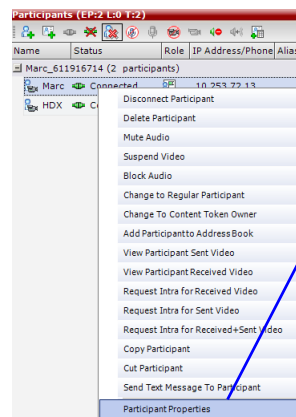 Participants (EP:2 L:0 T:2)
Name Status Role IP Address/Phone Alias
Marc_611916714 (2 participants)
Marc Connected 10.253.72.13
HDX
Disconnect Participant
Delete Participant
Mute Audio
Suspend Video
Block Audio
Change to Regular Participant
Change To Content Token Owner
Add Participantto Address Book
View Participant Sent Video
View Participant Received Video
Request Intra for Received Video
Request Intra for Sent Video
Request Intra for Received+Sent Video
Copy Participant
Cut Participant
Send Text Message To Participant
Participant Properties